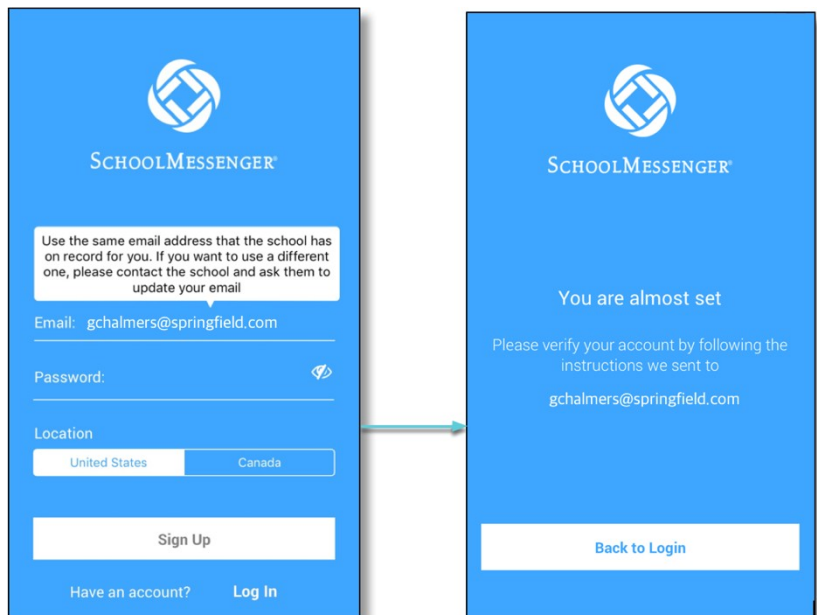 SCHOOLMESSENGER®
Use the same email address that the school has
on record for you. If you want to use a different
one, please contact the school and ask them to
update your email
Email: gchalmers@springfield.com
Password:
Location
United States Canada
Sign Up
Have an account? Log In
SCHOOLMESSENGER®
You are almost set
Please verify your account by following the
instructions we sent to
gchalmers@springfield.com
Back to Login